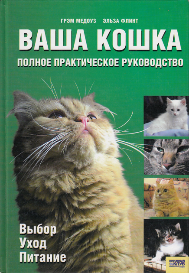 ГРЭМ МЕДОУЗ ЭЛЬЗА ФЛИНТ
ВАША КОШКА
ПОЛНОЕ ПРАКТИЧЕСКОЕ РУКОВОДСТВО
Выбор
Уход
Питание